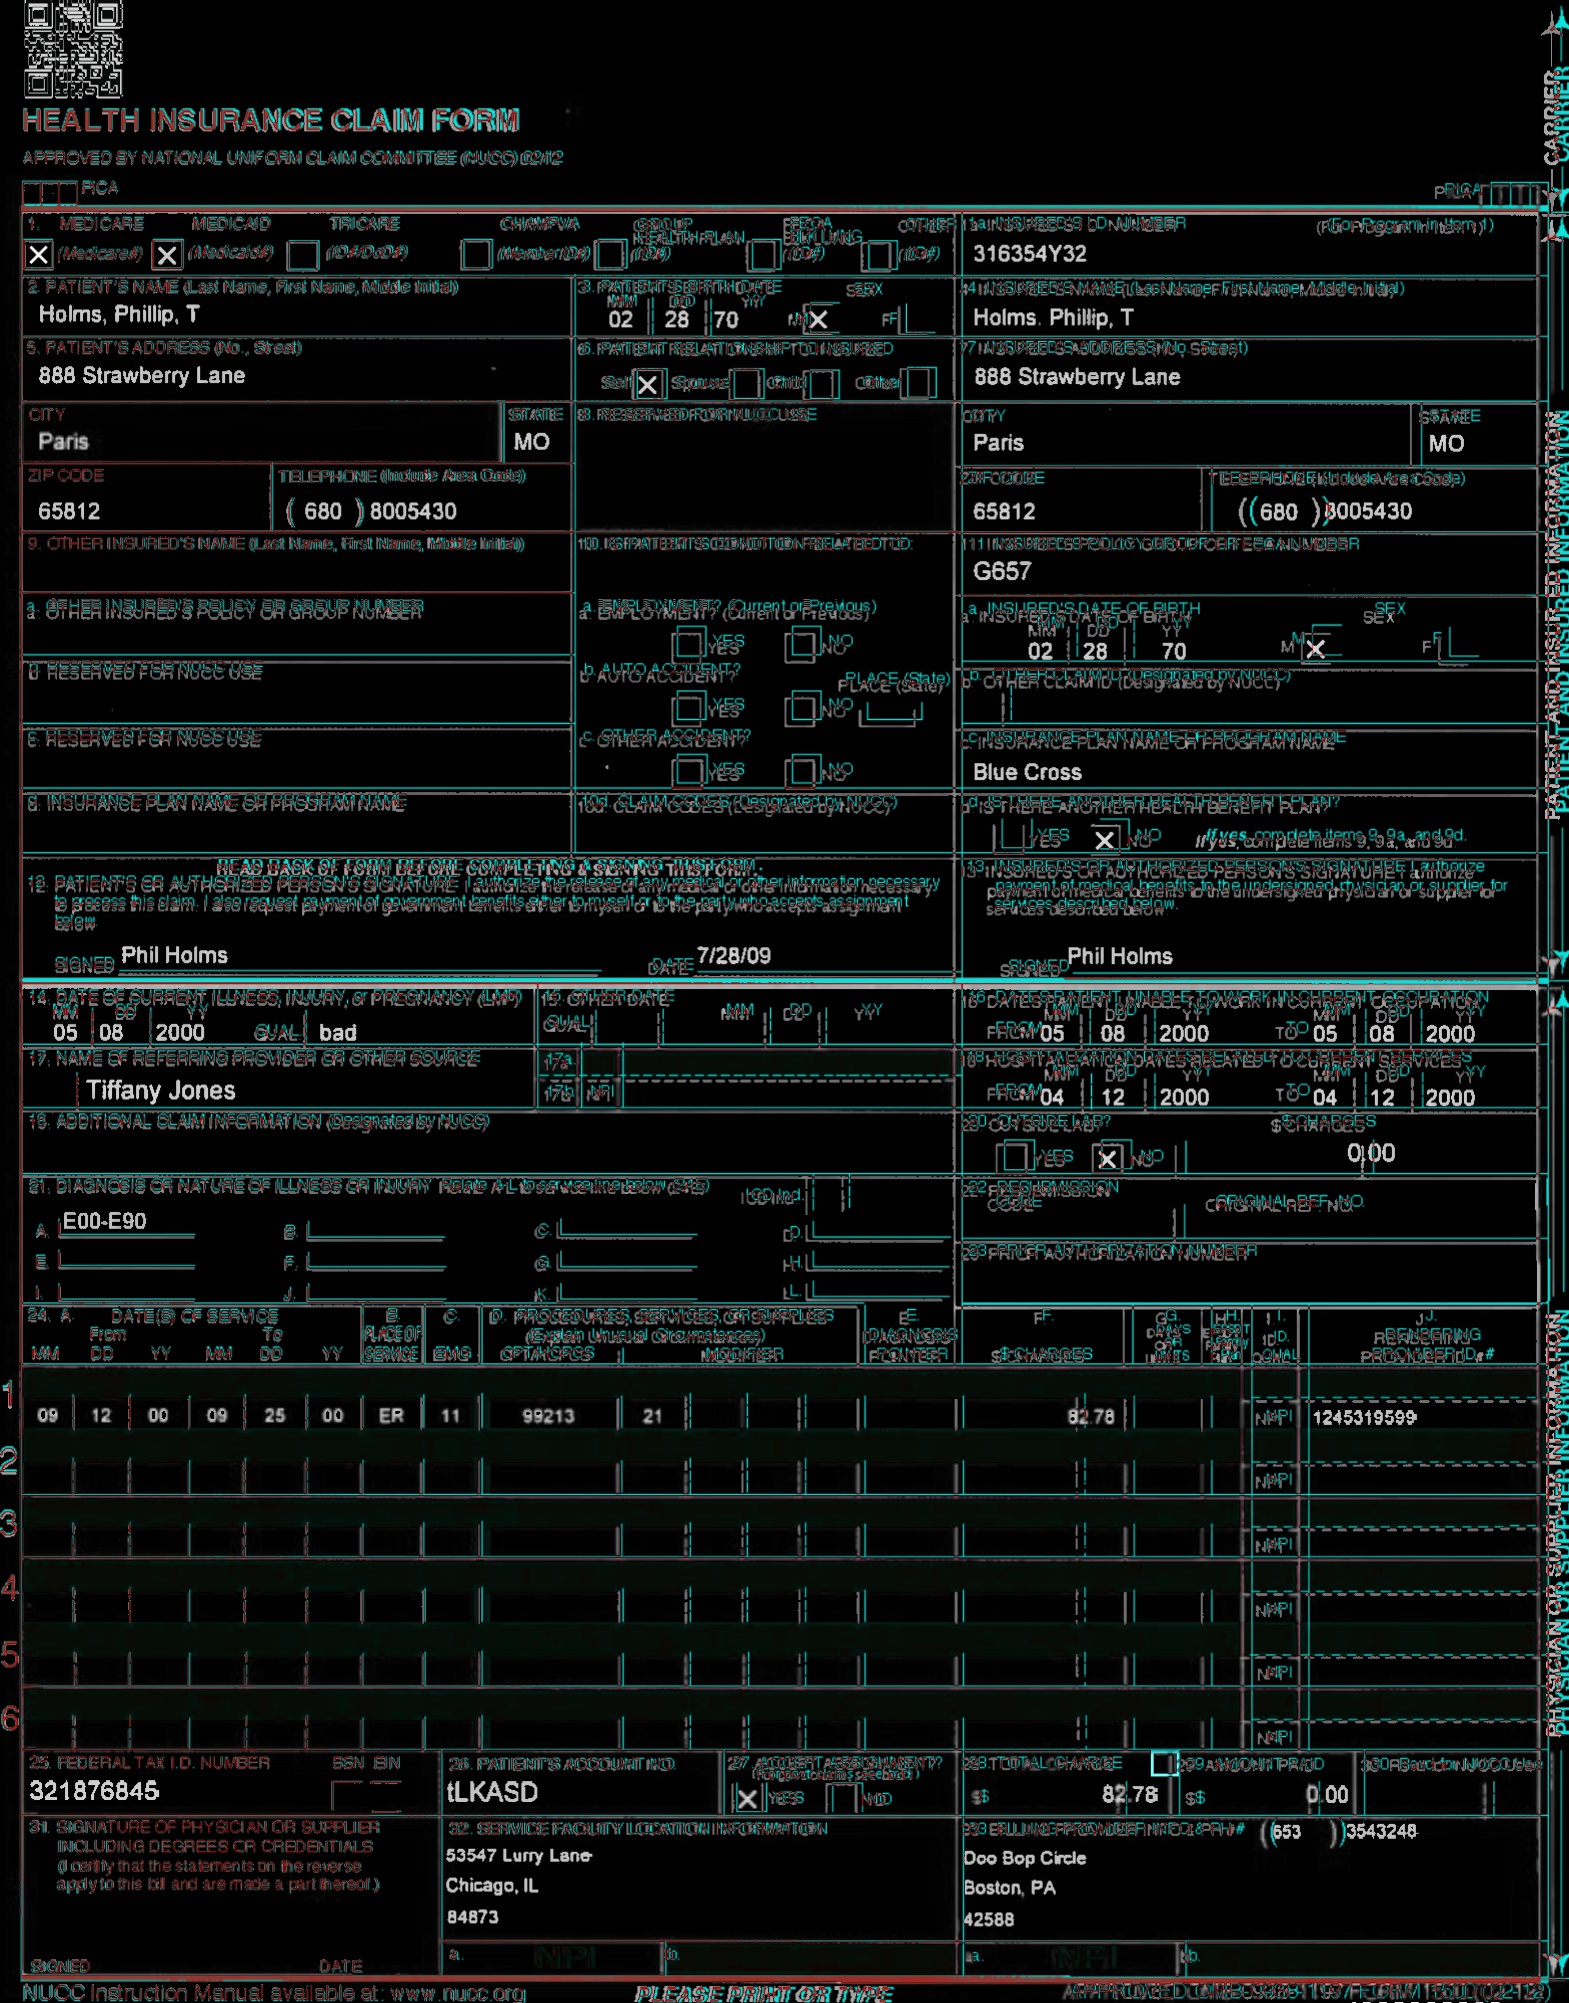 HEALTH INSURANCE CLAIM FORM
APPROVED BY NATIONAL UNIFORM CLAIM COMMITTEE (NUCC) 02/12
PICA PICA
CARRIER
1. MEDICARE MEDICAID TRICARE CHAMPVA GROUP HEALTH PLAN FECA BLK LUNG OTHER 1a. INSURED'S I.D. NUMBER (For Program in Item 1)
X (Medicare#) X (Medicaid#) (ID#/DoD#) (Member ID#) (ID#) (ID#) (ID#) 316354Y32
2. PATIENT'S NAME (Last Name, First Name, Middle Initial) 3. PATIENT'S BIRTH DATE SEX 4. INSURED'S NAME (Last Name, First Name, Middle Initial)
MM DD YY
Holms, Phillip, T 02 28 70 M X F Holms. Phillip, T
5. PATIENT'S ADDRESS (No., Street) 6. PATIENT RELATIONSHIP TO INSURED 7. INSURED'S ADDRESS (No., Street)
888 Strawberry Lane Self X Spouse Child Other 888 Strawberry Lane
CITY STATE 8. RESERVED FOR NUCC USE CITY STATE
Paris MO Paris MO
ZIP CODE TELEPHONE (Include Area Code) ZIP CODE TELEPHONE (Include Area Code)
65812 ( 680 ) 8005430 65812 ( 680 ) 8005430
9. OTHER INSURED'S NAME (Last Name, First Name, Middle Initial) 10. IS PATIENT'S CONDITION RELATED TO: 11. INSURED'S POLICY GROUP OR FECA NUMBER
G657
a. OTHER INSURED'S POLICY OR GROUP NUMBER a. EMPLOYMENT? (Current or Previous) a. INSURED'S DATE OF BIRTH SEX
MM DD YY
YES NO 02 28 70 M X F
b. RESERVED FOR NUCC USE b. AUTO ACCIDENT? PLACE (State) b. OTHER CLAIM ID (Designated by NUCC)
YES NO
c. RESERVED FOR NUCC USE c. OTHER ACCIDENT? c. INSURANCE PLAN NAME OR PROGRAM NAME
YES NO Blue Cross
d. INSURANCE PLAN NAME OR PROGRAM NAME 10d. CLAIM CODES (Designated by NUCC) d. IS THERE ANOTHER HEALTH BENEFIT PLAN?
YES X NO If yes, complete items 9, 9a, and 9d.
READ BACK OF FORM BEFORE COMPLETING & SIGNING THIS FORM.
12. PATIENT'S OR AUTHORIZED PERSON'S SIGNATURE I authorize the release of any medical or other information necessary
to process this claim. I also request payment of government benefits either to myself or to the party who accepts assignment
below.
13. INSURED'S OR AUTHORIZED PERSON'S SIGNATURE I authorize
payment of medical benefits to the undersigned physician or supplier for
services described below.
SIGNED Phil Holms DATE 7/28/09 SIGNED Phil Holms
PATIENT AND INSURED INFORMATION
14. DATE OF CURRENT ILLNESS, INJURY, or PREGNANCY (LMP) 15. OTHER DATE 16. DATES PATIENT UNABLE TO WORK IN CURRENT OCCUPATION
MM DD YY MM DD YY MM DD YY MM DD YY
05 08 2000 QUAL. bad QUAL. FROM 05 08 2000 TO 05 08 2000
17. NAME OF REFERRING PROVIDER OR OTHER SOURCE 17a. 18. HOSPITALIZATION DATES RELATED TO CURRENT SERVICES
MM DD YY MM DD YY
Tiffany Jones 17b. NPI FROM 04 12 2000 TO 04 12 2000
19. ADDITIONAL CLAIM INFORMATION (Designated by NUCC) 20. OUTSIDE LAB? $ CHARGES
YES X NO 0.00
21. DIAGNOSIS OR NATURE OF ILLNESS OR INJURY Relate A-L to service line below (24E) ICD Ind. 22. RESUBMISSION CODE ORIGINAL REF. NO.
A. E00-E90 B. C. D.
E. F. G. H. 23. PRIOR AUTHORIZATION NUMBER
I. J. K. L.
24. A. DATE(S) OF SERVICE B. C. D. PROCEDURES, SERVICES, OR SUPPLIES E. F. G. H. I. J.
From To PLACE OF (Explain Unusual Circumstances) DIAGNOSIS DAYS OR ID. RENDERING
MM DD YY MM DD YY SERVICE EMG CPT/HCPCS MODIFIER POINTER $ CHARGES UNITS QUAL. PROVIDER ID. #
1 09 12 00 09 25 00 ER 11 99213 21 82.78 NPI 1245319599
2 NPI
3 NPI
4 NPI
5 NPI
6 NPI
PHYSICIAN OR SUPPLIER INFORMATION
25. FEDERAL TAX I.D. NUMBER SSN EIN 26. PATIENT'S ACCOUNT NO. 27. ACCEPT ASSIGNMENT? 28. TOTAL CHARGE 29. AMOUNT PAID 30. Rsvd for NUCC Use
(For govt. claims, see back)
321876845 tLKASD X YES NO $ 82.78 $ 0.00
31. SIGNATURE OF PHYSICIAN OR SUPPLIER
INCLUDING DEGREES OR CREDENTIALS
(I certify that the statements on the reverse
apply to this bill and are made a part thereof.)
SIGNED DATE
32. SERVICE FACILITY LOCATION INFORMATION
53547 Lurry Lane
Chicago, IL
84873
a. NPI b.
33. BILLING PROVIDER INFO & PH # ( 653 ) 3543248
Doo Bop Circle
Boston, PA
42588
a. NPI b.
NUCC Instruction Manual available at: www.nucc.org PLEASE PRINT OR TYPE